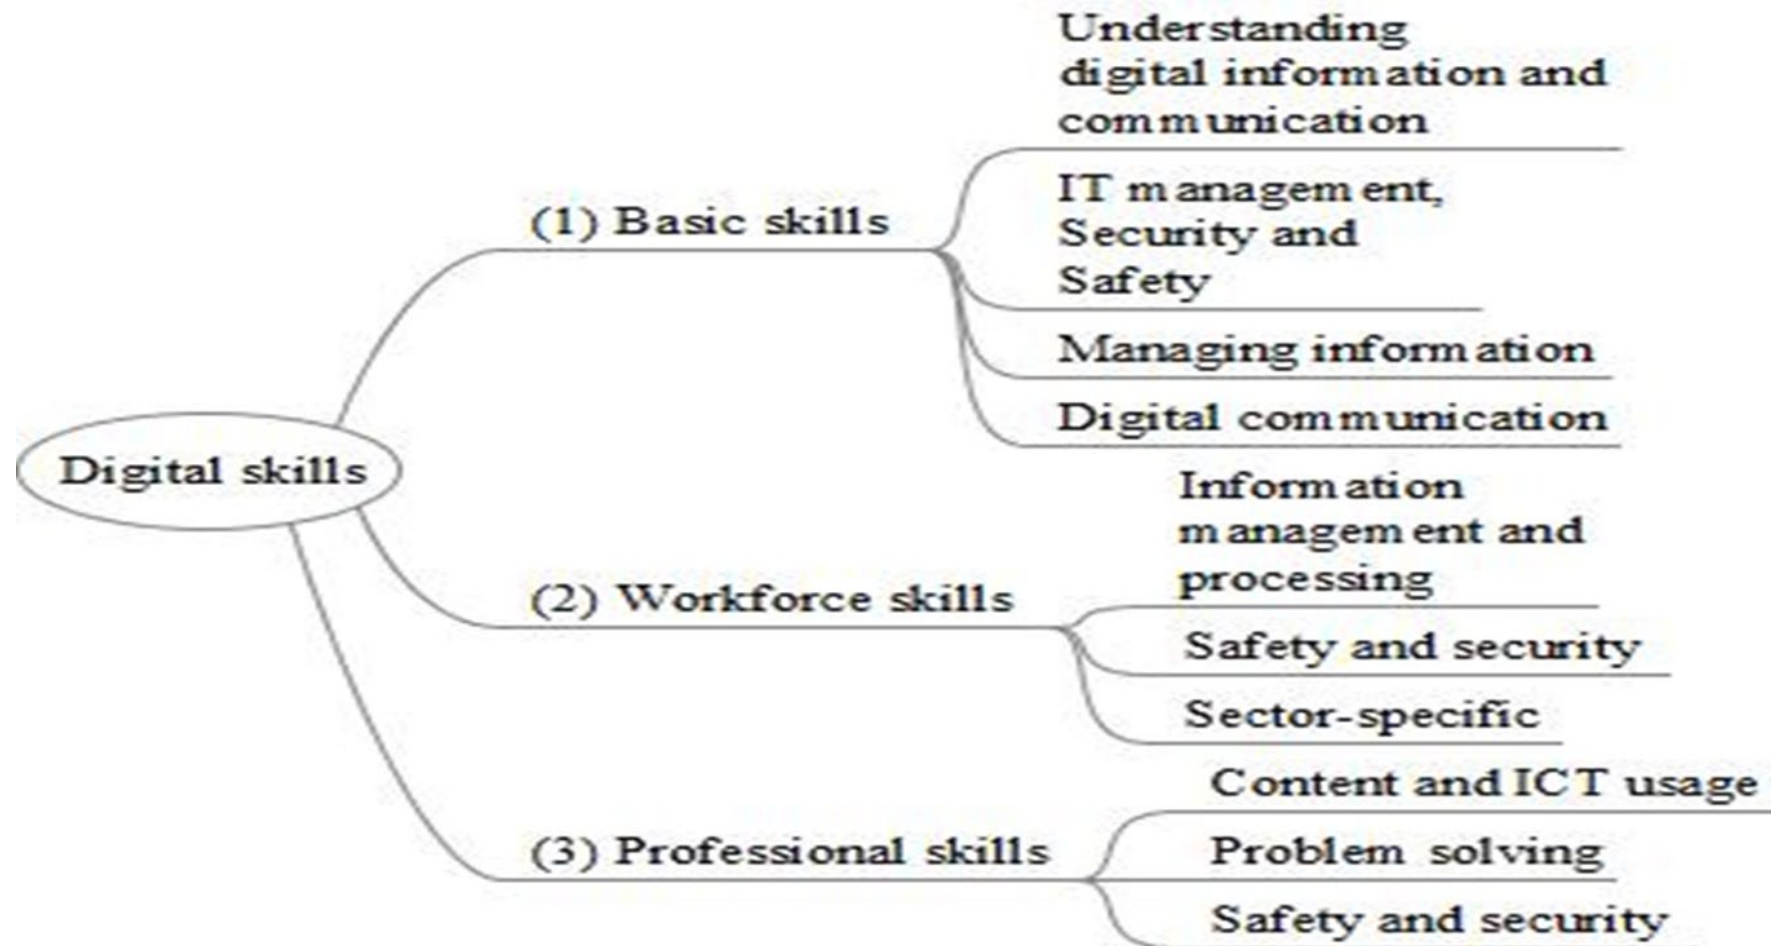 Digital skills
(1) Basic skills
Understanding
digital information and
communication
IT management,
Security and
Safety
Managing information
Digital communication
(2) Workforce skills
Information
management and
processing
Safety and security
Sector-specific
(3) Professional skills
Content and ICT usage
Problem solving
Safety and security